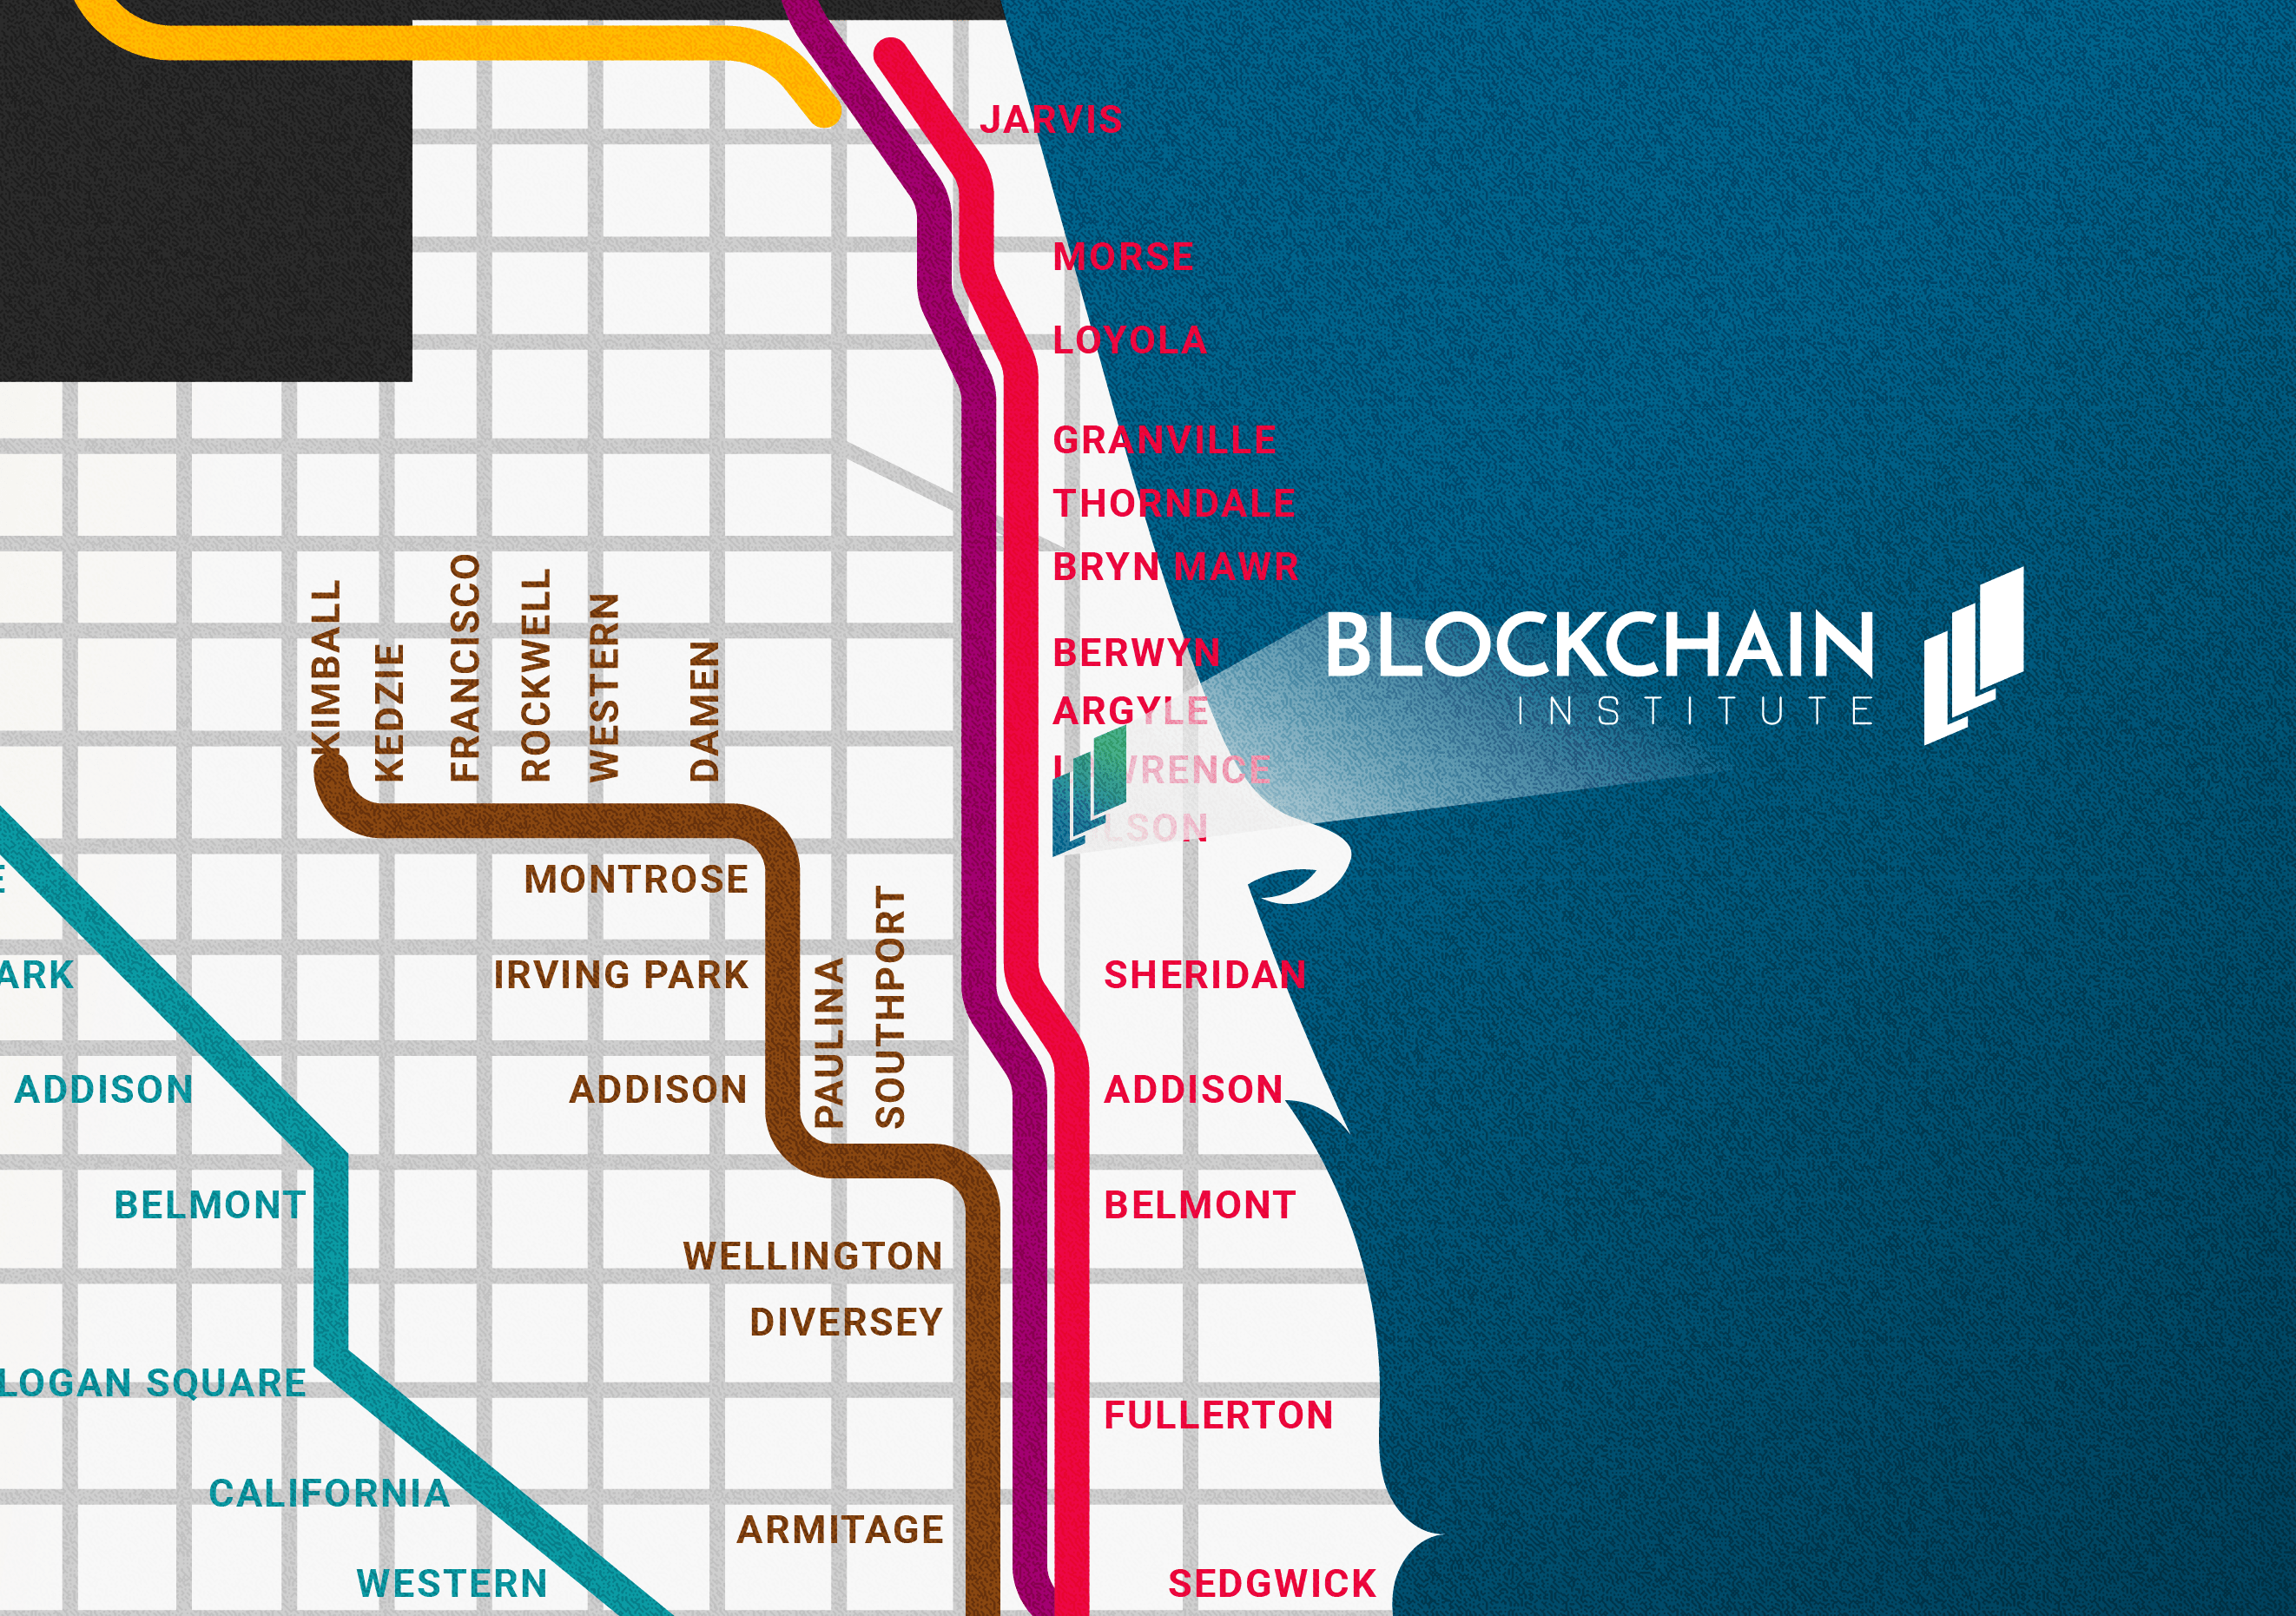 JARVIS
MORSE
LOYOLA
GRANVILLE
THORNDALE
BRYN MAWR
BERWYN
ARGYLE
SHERIDAN
ADDISON
BELMONT
FULLERTON
SEDGWICK
BLOCKCHAIN
INSTITUTE
KIMBALL
KEDZIE
FRANCISCO
ROCKWELL
WESTERN
DAMEN
MONTROSE
IRVING PARK
ADDISON
PAULINA
SOUTHPORT
WELLINGTON
DIVERSEY
ARMITAGE
ADDISON
BELMONT
LOGAN SQUARE
CALIFORNIA
WESTERN